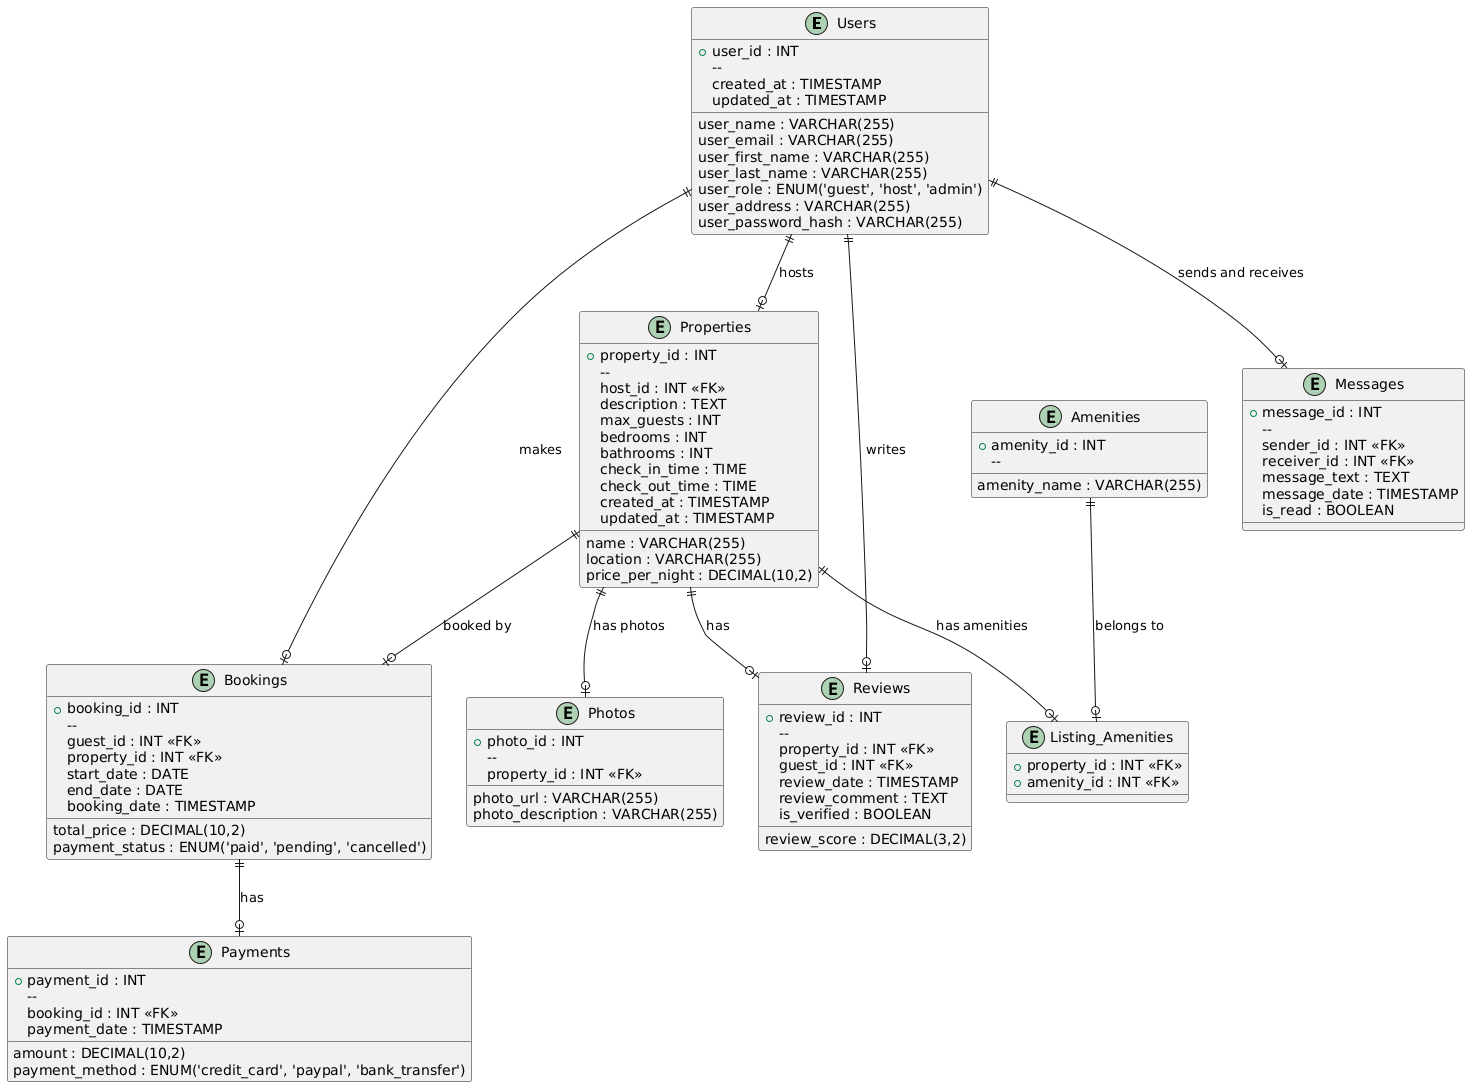 E Users
user_id : INT
--
created_at : TIMESTAMP
updated_at : TIMESTAMP
user_name : VARCHAR(255)
user_email : VARCHAR(255)
user_first_name : VARCHAR(255)
user_last_name : VARCHAR(255)
user_role : ENUM('guest', 'host', 'admin')
user_address : VARCHAR(255)
user_password_hash : VARCHAR(255)
hosts
sends and receives
makes
writes
E Properties
property_id : INT
--
host_id : INT «FK»
description : TEXT
max_guests : INT
bedrooms : INT
bathrooms : INT
check_in_time : TIME
check_out_time : TIME
created_at : TIMESTAMP
updated_at : TIMESTAMP
name : VARCHAR(255)
location : VARCHAR(255)
price_per_night : DECIMAL(10,2)
E Amenities
amenity_id : INT
--
amenity_name : VARCHAR(255)
E Messages
message_id : INT
--
sender_id : INT «FK»
receiver_id : INT «FK»
message_text : TEXT
message_date : TIMESTAMP
is_read : BOOLEAN
booked by
has photos
has
has amenities
belongs to
E Bookings
booking_id : INT
--
guest_id : INT «FK»
property_id : INT «FK»
start_date : DATE
end_date : DATE
booking_date : TIMESTAMP
total_price : DECIMAL(10,2)
payment_status : ENUM('paid', 'pending', 'cancelled')
E Photos
photo_id : INT
--
property_id : INT «FK»
photo_url : VARCHAR(255)
photo_description : VARCHAR(255)
E Reviews
review_id : INT
--
property_id : INT «FK»
guest_id : INT «FK»
review_date : TIMESTAMP
review_comment : TEXT
is_verified : BOOLEAN
review_score : DECIMAL(3,2)
E Listing_Amenities
property_id : INT «FK»
amenity_id : INT «FK»
has
E Payments
payment_id : INT
--
booking_id : INT «FK»
payment_date : TIMESTAMP
amount : DECIMAL(10,2)
payment_method : ENUM('credit_card', 'paypal', 'bank_transfer')